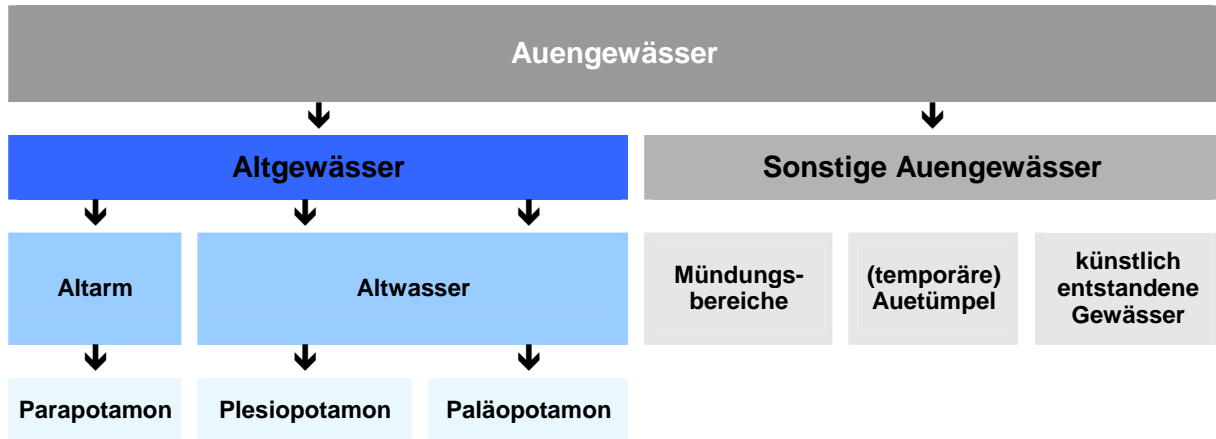 Auengewässer
Altgewässer
Sonstige Auengewässer
Altarm
Altwasser
Mündungs-
bereiche
(temporäre)
Auetümpel
künstlich
entstandene
Gewässer
Parapotamon
Plesiopotamon
Paläopotamon